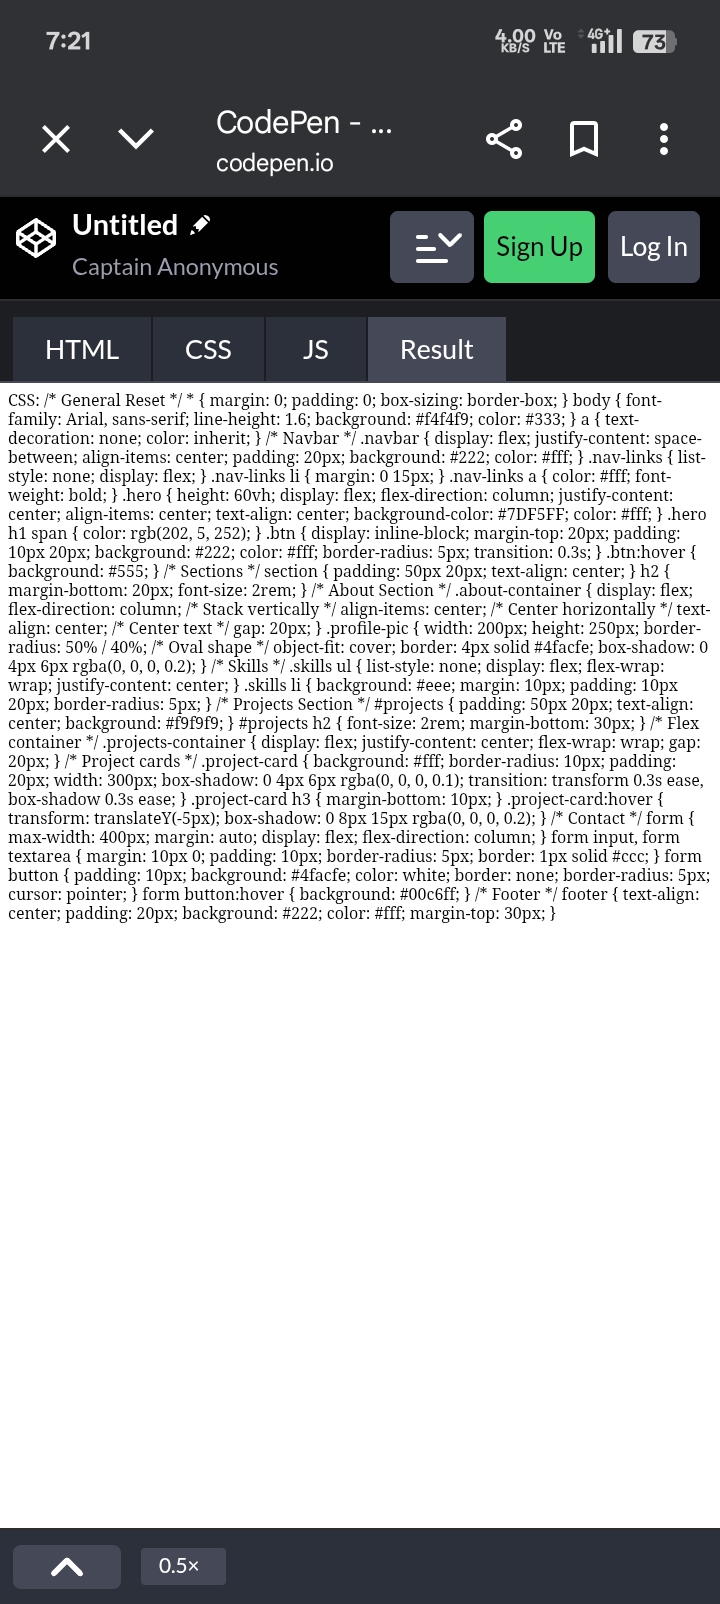 7:21
4.00 KB/S Vo LTE 4G+ 73
CodePen - ...
codepen.io
Untitled
Captain Anonymous
Sign Up
Log In
HTML CSS JS Result
CSS: /* General Reset */ * { margin: 0; padding: 0; box-sizing: border-box; } body { font-
family: Arial, sans-serif; line-height: 1.6; background: #f4f4f9; color: #333; } a { text-
decoration: none; color: inherit; } /* Navbar */ .navbar { display: flex; justify-content: space-
between; align-items: center; padding: 20px; background: #222; color: #fff; } .nav-links { list-
style: none; display: flex; } .nav-links li { margin: 0 15px; } .nav-links a { color: #fff; font-
weight: bold; } .hero { height: 60vh; display: flex; flex-direction: column; justify-content:
center; align-items: center; text-align: center; background-color: #7DF5FF; color: #fff; } .hero
h1 span { color: rgb(202, 5, 252); } .btn { display: inline-block; margin-top: 20px; padding:
10px 20px; background: #222; color: #fff; border-radius: 5px; transition: 0.3s; } .btn:hover {
background: #555; } /* Sections */ section { padding: 50px 20px; text-align: center; } h2 {
margin-bottom: 20px; font-size: 2rem; } /* About Section */ .about-container { display: flex;
flex-direction: column; /* Stack vertically */ align-items: center; /* Center horizontally */ text-
align: center; /* Center text */ gap: 20px; } .profile-pic { width: 200px; height: 250px; border-
radius: 50% / 40%; /* Oval shape */ object-fit: cover; border: 4px solid #4facfe; box-shadow: 0
4px 6px rgba(0, 0, 0, 0.2); } /* Skills */ .skills ul { list-style: none; display: flex; flex-wrap:
wrap; justify-content: center; } .skills li { background: #eee; margin: 10px; padding: 10px
20px; border-radius: 5px; } /* Projects Section */ #projects { padding: 50px 20px; text-align:
center; background: #f9f9f9; } #projects h2 { font-size: 2rem; margin-bottom: 30px; } /* Flex
container */ .projects-container { display: flex; justify-content: center; flex-wrap: wrap; gap:
20px; } /* Project cards */ .project-card { background: #fff; border-radius: 10px; padding:
20px; width: 300px; box-shadow: 0 4px 6px rgba(0, 0, 0, 0.1); transition: transform 0.3s ease,
box-shadow 0.3s ease; } .project-card h3 { margin-bottom: 10px; } .project-card:hover {
transform: translateY(-5px); box-shadow: 0 8px 15px rgba(0, 0, 0, 0.2); } /* Contact */ form {
max-width: 400px; margin: auto; display: flex; flex-direction: column; } form input, form
textarea { margin: 10px 0; padding: 10px; border-radius: 5px; border: 1px solid #ccc; } form
button { padding: 10px; background: #4facfe; color: white; border: none; border-radius: 5px;
cursor: pointer; } form button:hover { background: #00c6ff; } /* Footer */ footer { text-align:
center; padding: 20px; background: #222; color: #fff; margin-top: 30px; }
0.5×